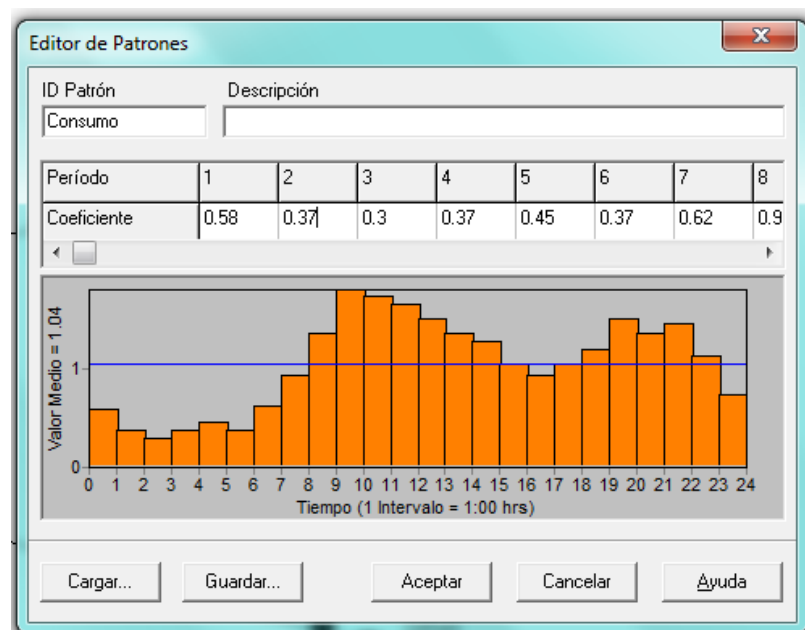 Editor de Patrones
ID Patrón Descripción
Consumo
Período 1 2 3 4 5 6 7 8
Coeficiente 0.58 0.37 0.3 0.37 0.45 0.37 0.62 0.9
Valor Medio = 1.04
1
0
0 1 2 3 4 5 6 7 8 9 10 11 12 13 14 15 16 17 18 19 20 21 22 23 24
Tiempo (1 Intervalo = 1:00 hrs)
Cargar... Guardar... Aceptar Cancelar Ayuda